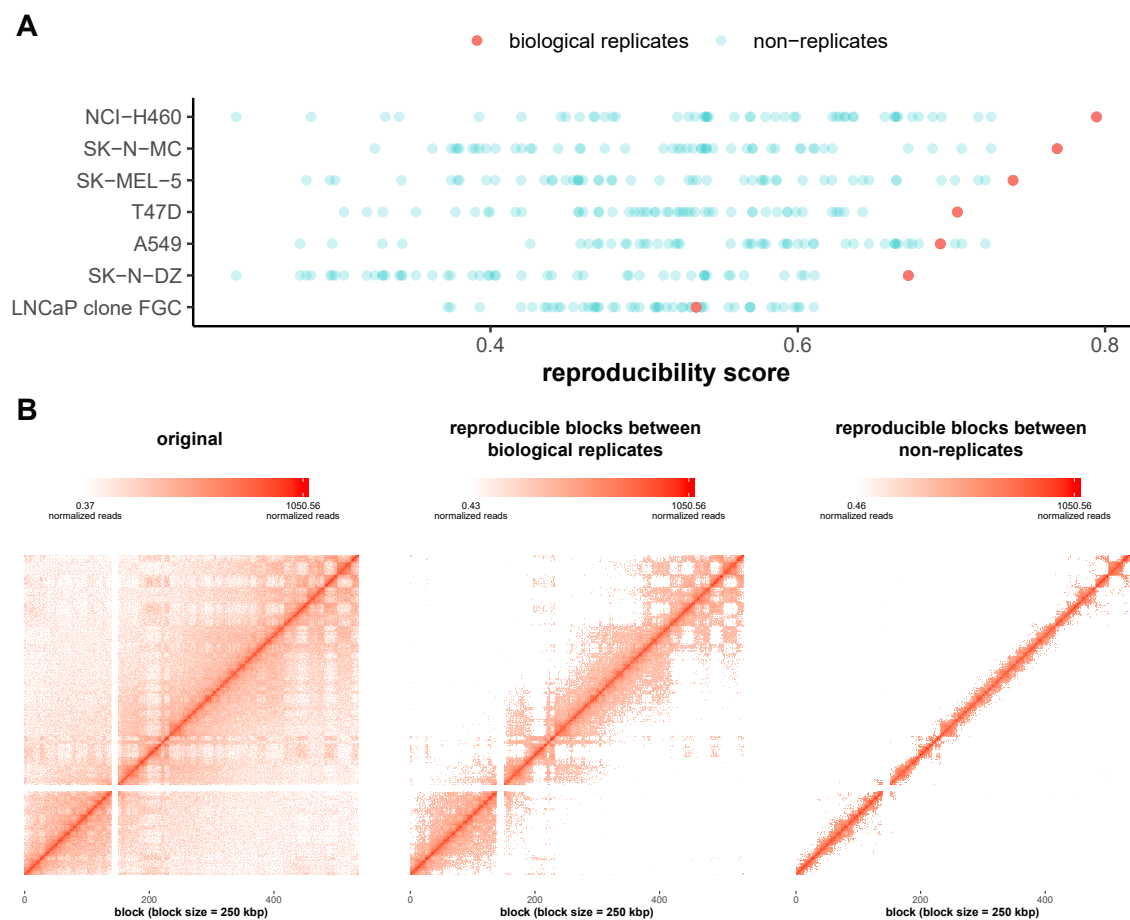 A
biological replicates non−replicates
NCI−H460
SK−N−MC
SK−MEL−5
T47D
A549
SK−N−DZ
LNCaP clone FGC
0.4 0.6 0.8
reproducibility score
B
original
reproducible blocks between
biological replicates
reproducible blocks between
non−replicates
0.37
normalized reads
1050.56
normalized reads
0.43
normalized reads
1050.56
normalized reads
0.46
normalized reads
1050.56
normalized reads
0 200 400
block (block size = 250 kbp)
0 200 400
block (block size = 250 kbp)
0 200 400
block (block size = 250 kbp)